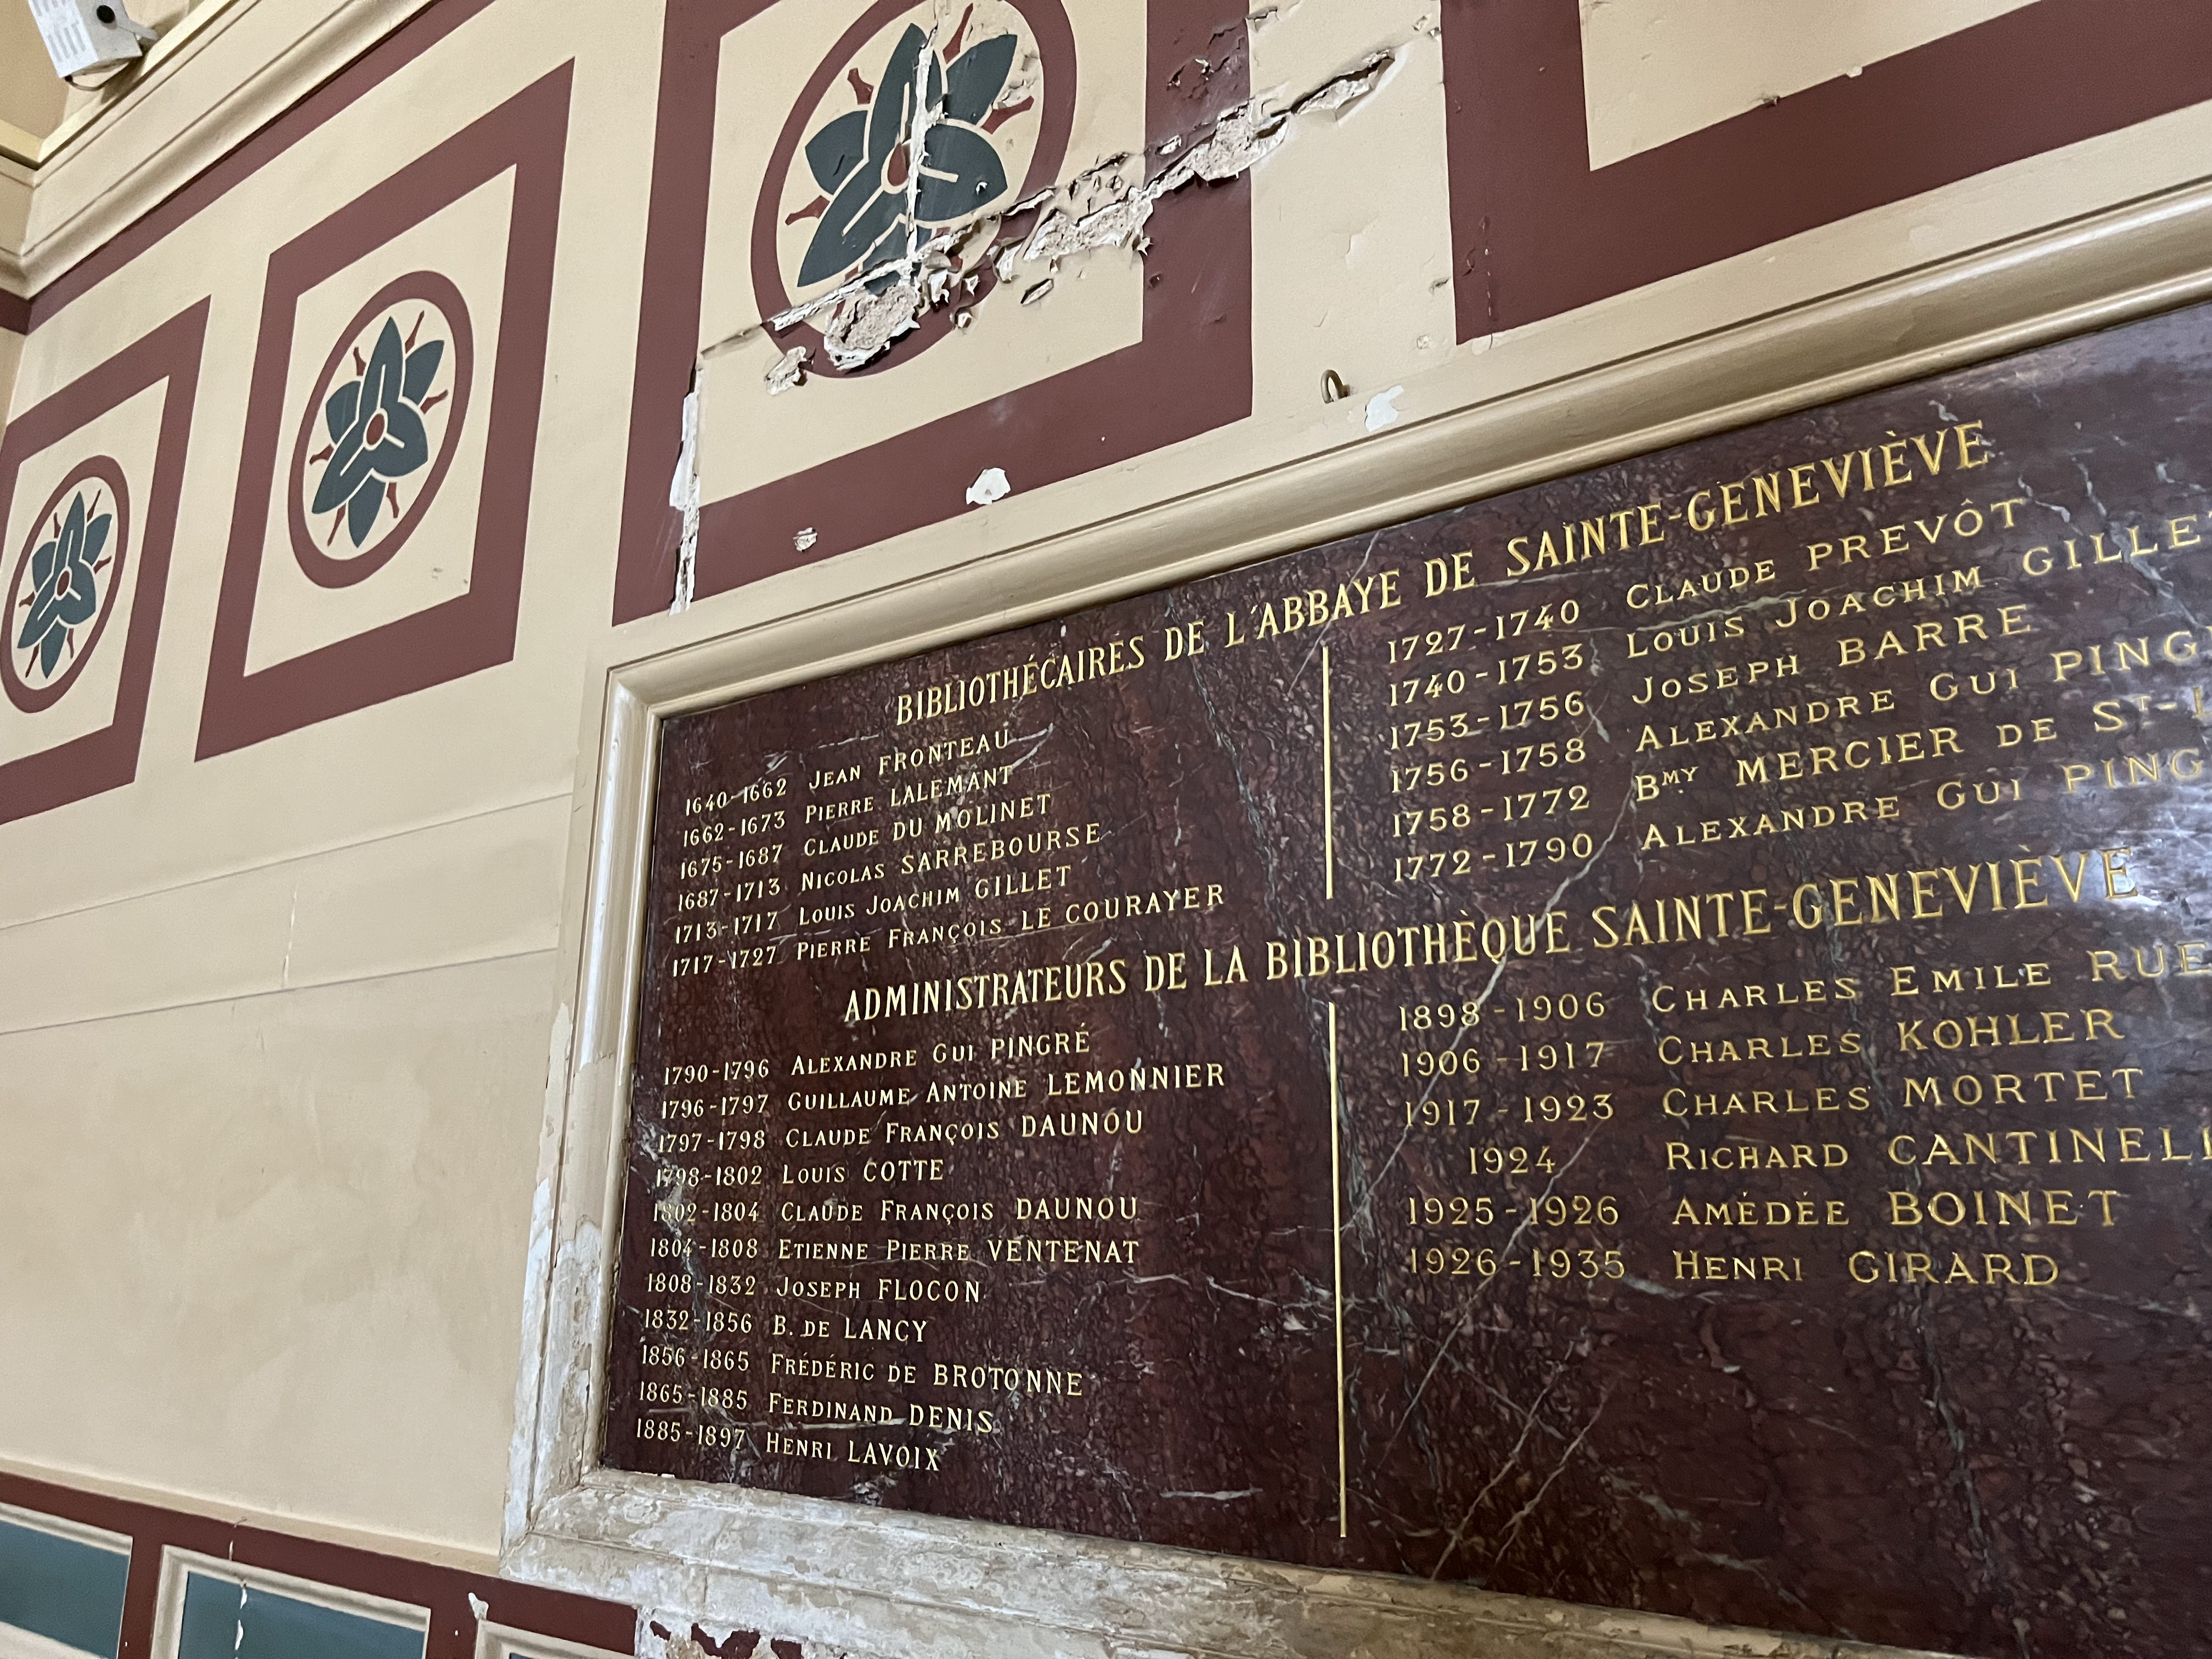 BIBLIOTHÉCAIRES DE L'ABBAYE DE SAINTE-GENEVIÈVE
1640-1662 JEAN FRONTEAU
1662-1673 PIERRE LALEMANT
1675-1687 CLAUDE DU MOLINET
1687-1713 NICOLAS SARREBOURSE
1713-1717 LOUIS JOACHIM GILLET
1717-1727 PIERRE FRANÇOIS LE COURAYER
1727-1740 CLAUDE PREVÔT
1740-1753 LOUIS JOACHIM GILLE
1753-1756 JOSEPH BARRE
1756-1758 ALEXANDRE GUI PING
1758-1772 BMY MERCIER DE ST-L
1772-1790 ALEXANDRE GUI PING
ADMINISTRATEURS DE LA BIBLIOTHÈQUE SAINTE-GENEVIÈVE
1790-1796 ALEXANDRE GUI PINGRÉ
1796-1797 GUILLAUME ANTOINE LEMONNIER
1797-1798 CLAUDE FRANÇOIS DAUNOU
1798-1802 LOUIS COTTE
1802-1804 CLAUDE FRANÇOIS DAUNOU
1804-1808 ETIENNE PIERRE VENTENAT
1808-1832 JOSEPH FLOCON
1832-1856 B. DE LANCY
1856-1865 FRÉDÉRIC DE BROTONNE
1865-1885 FERDINAND DENIS
1885-1897 HENRI LAVOIX
1898-1906 CHARLES EMILE RUE
1906-1917 CHARLES KOHLER
1917-1923 CHARLES MORTET
1924 RICHARD CANTINELL
1925-1926 AMÉDÉE BOINET
1926-1935 HENRI GIRARD